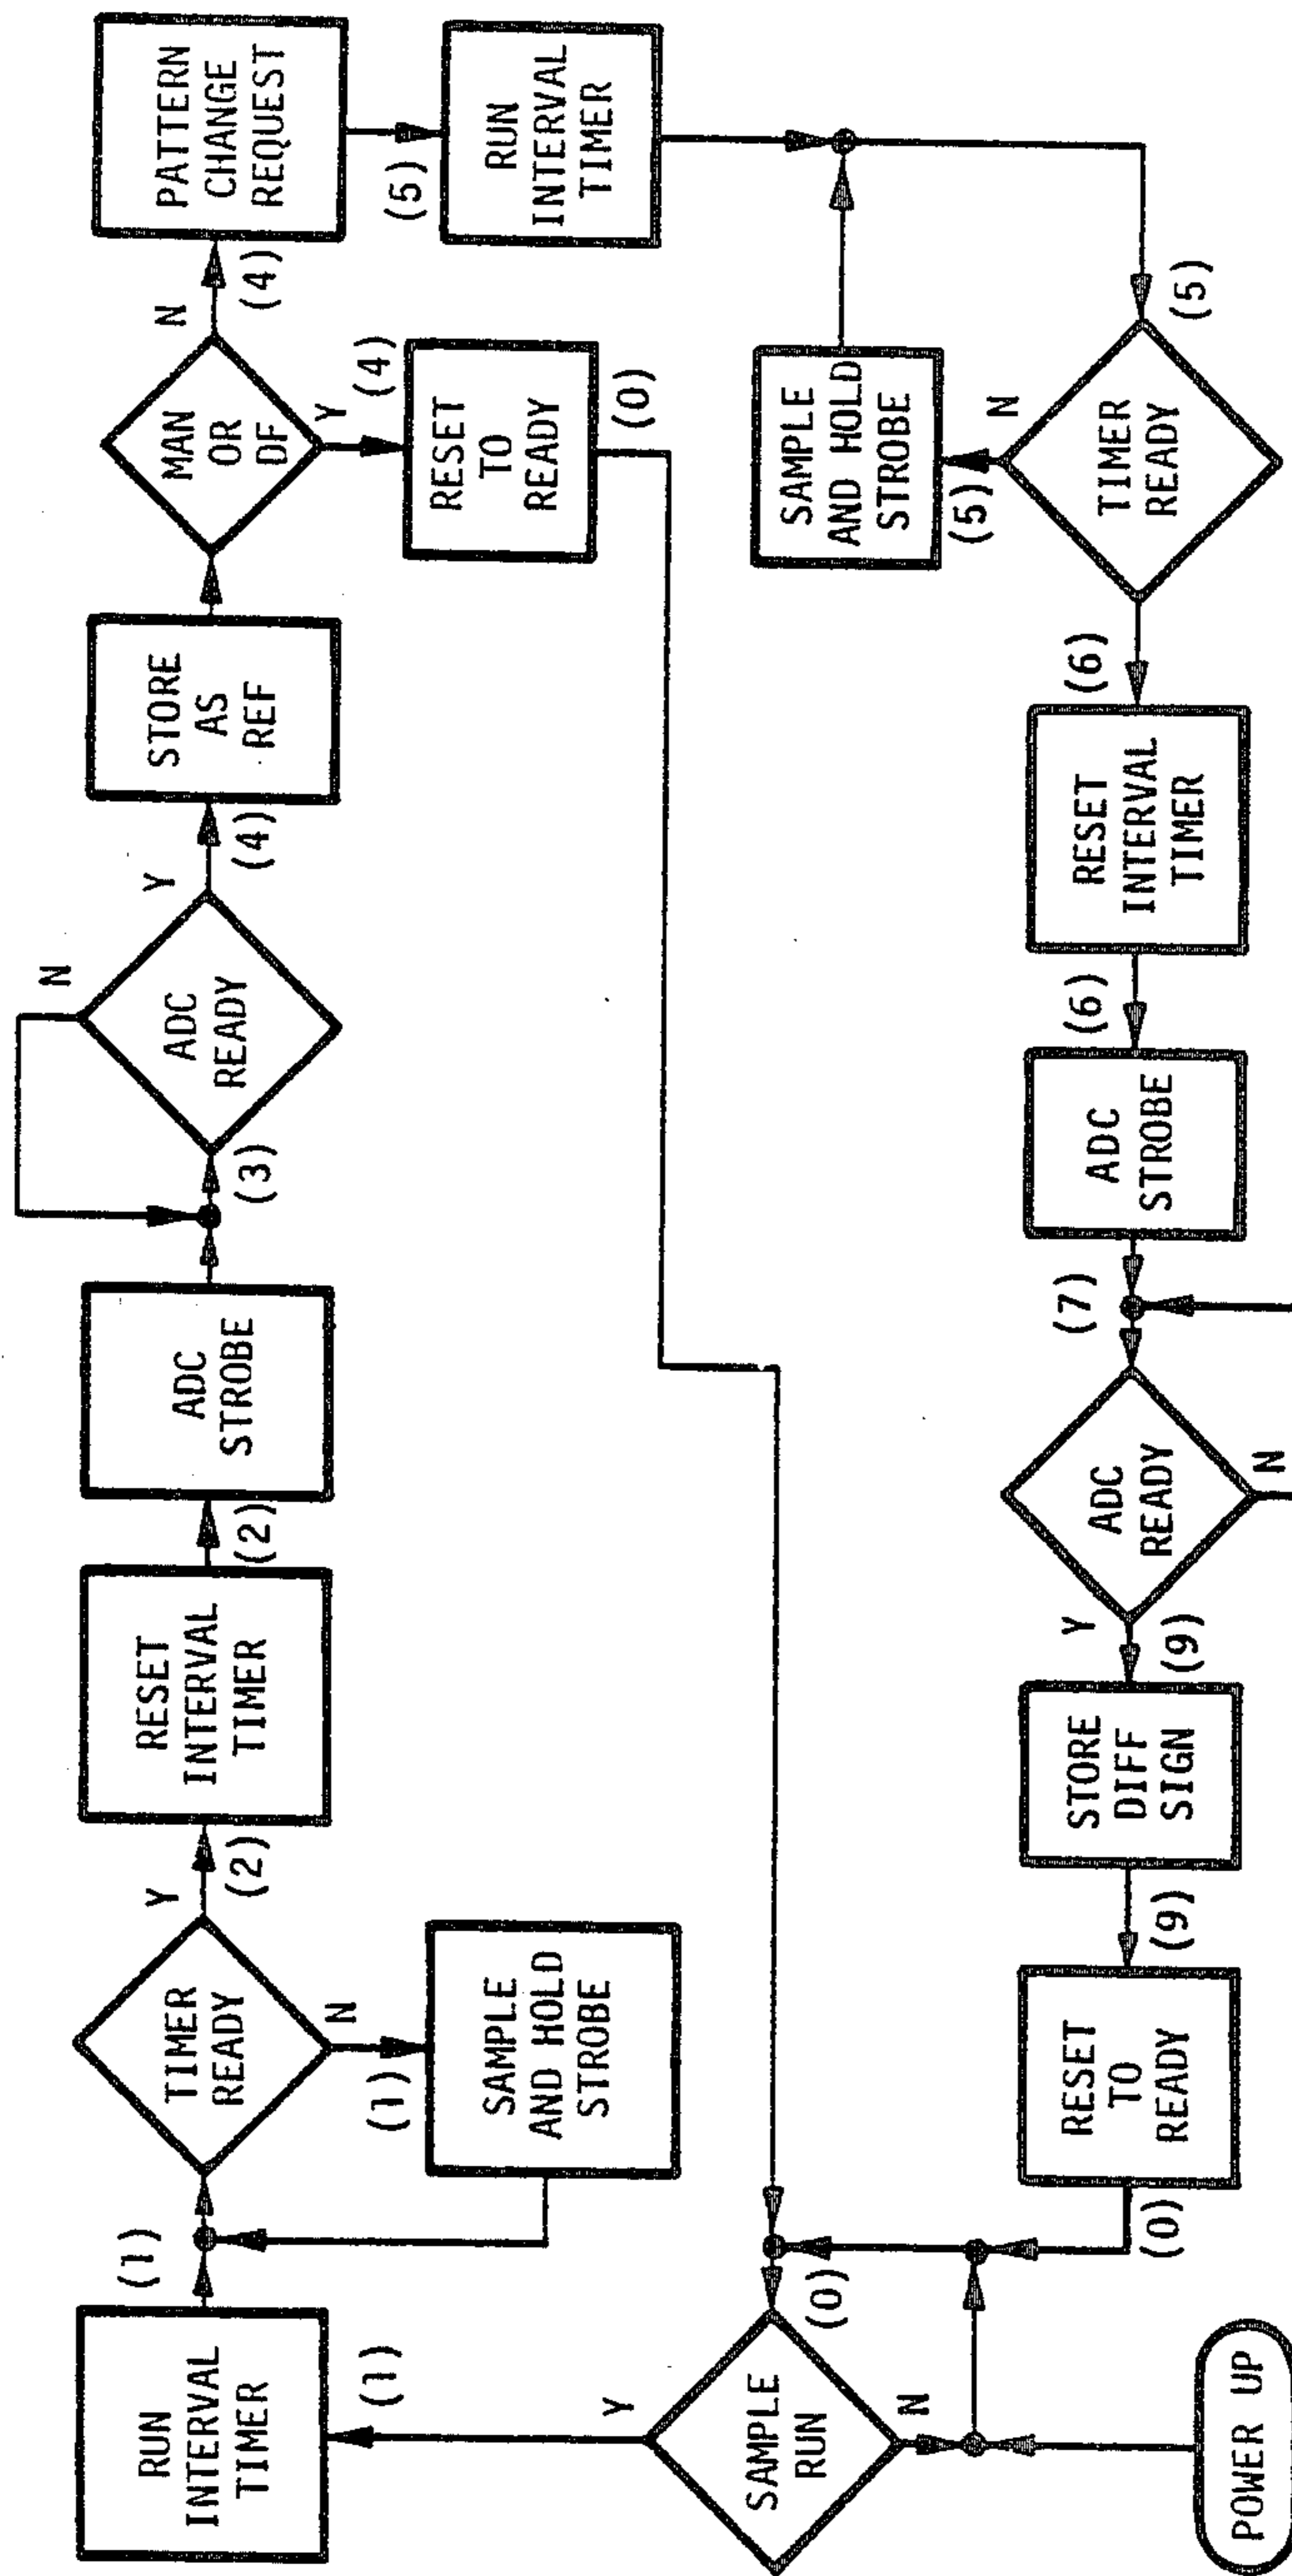 POWER UP
SAMPLE
RUN
Y
N
(0)
(1)
RUN
INTERVAL
TIMER
(1)
TIMER
READY
Y
N
(1)
SAMPLE
AND HOLD
STROBE
(2)
RESET
INTERVAL
TIMER
(2)
ADC
STROBE
(3)
ADC
READY
N
Y
(4)
STORE
AS
REF
MAN
OR
DF
N
Y
(4)
RESET
TO
READY
(0)
(4)
PATTERN
CHANGE
REQUEST
(5)
RUN
INTERVAL
TIMER
(5)
TIMER
READY
N
(5)
SAMPLE
AND HOLD
STROBE
(6)
RESET
INTERVAL
TIMER
(6)
ADC
STROBE
(7)
ADC
READY
N
Y
(9)
STORE
DIFF
SIGN
(9)
RESET
TO
READY
(0)